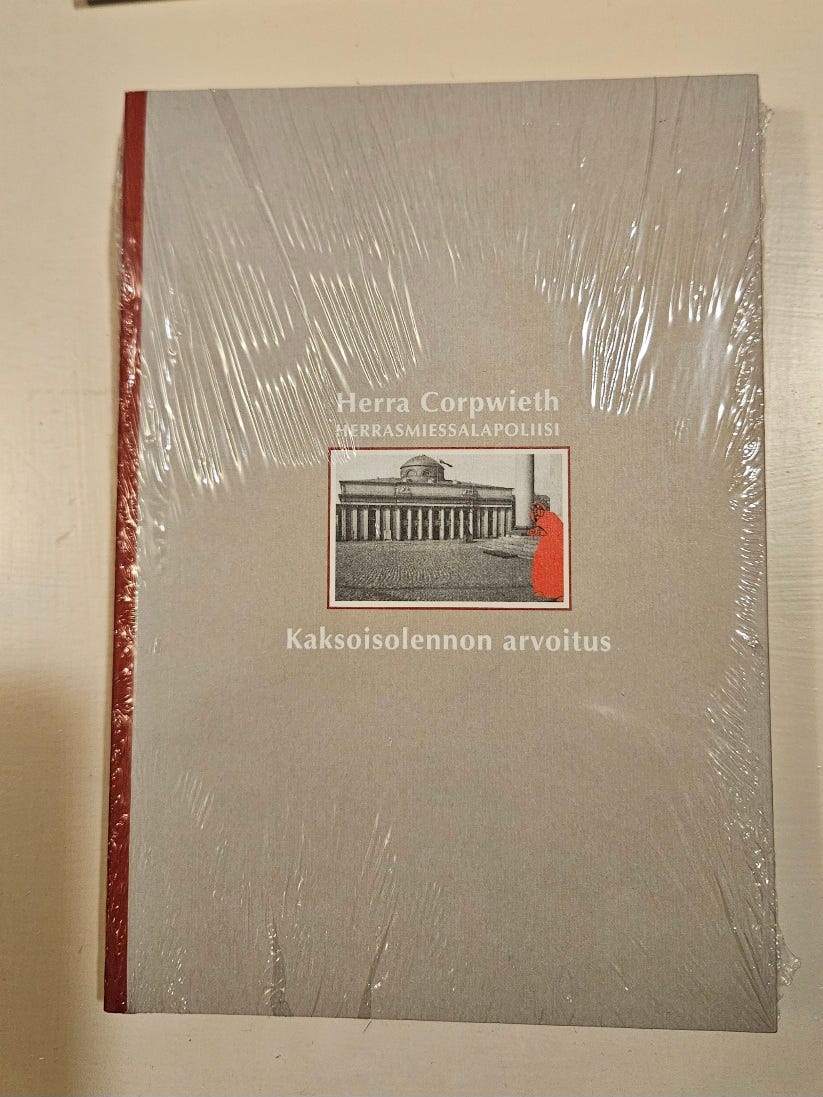 Herra Corpwieth
HERRASMIESSALAPOLIISI
Kaksoisolennon arvoitus